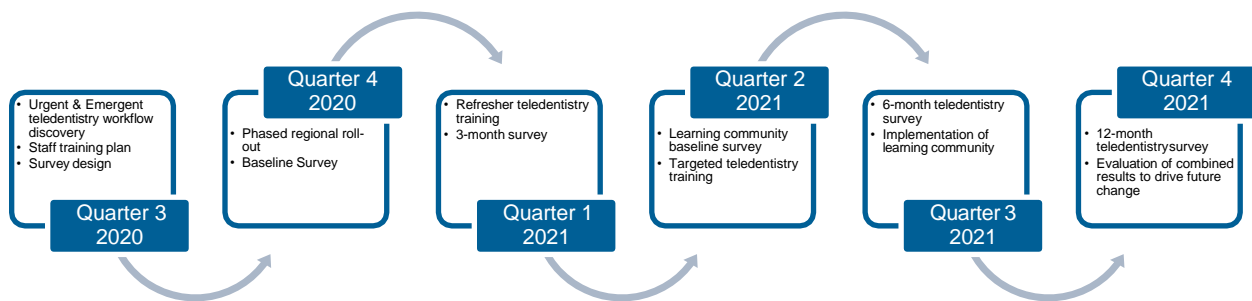 • Urgent & Emergent
teledentistry workflow
discovery
• Staff training plan
• Survey design
Quarter 3
2020
Quarter 4
2020
• Phased regional roll-
out
• Baseline Survey
• Refresher teledentistry
training
• 3-month survey
Quarter 1
2021
Quarter 2
2021
• Learning community
baseline survey
• Targeted teledentistry
training
• 6-month teledentistry
survey
• Implementation of
learning community
Quarter 3
2021
Quarter 4
2021
• 12-month
teledentistrysurvey
• Evaluation of combined
results to drive future
change